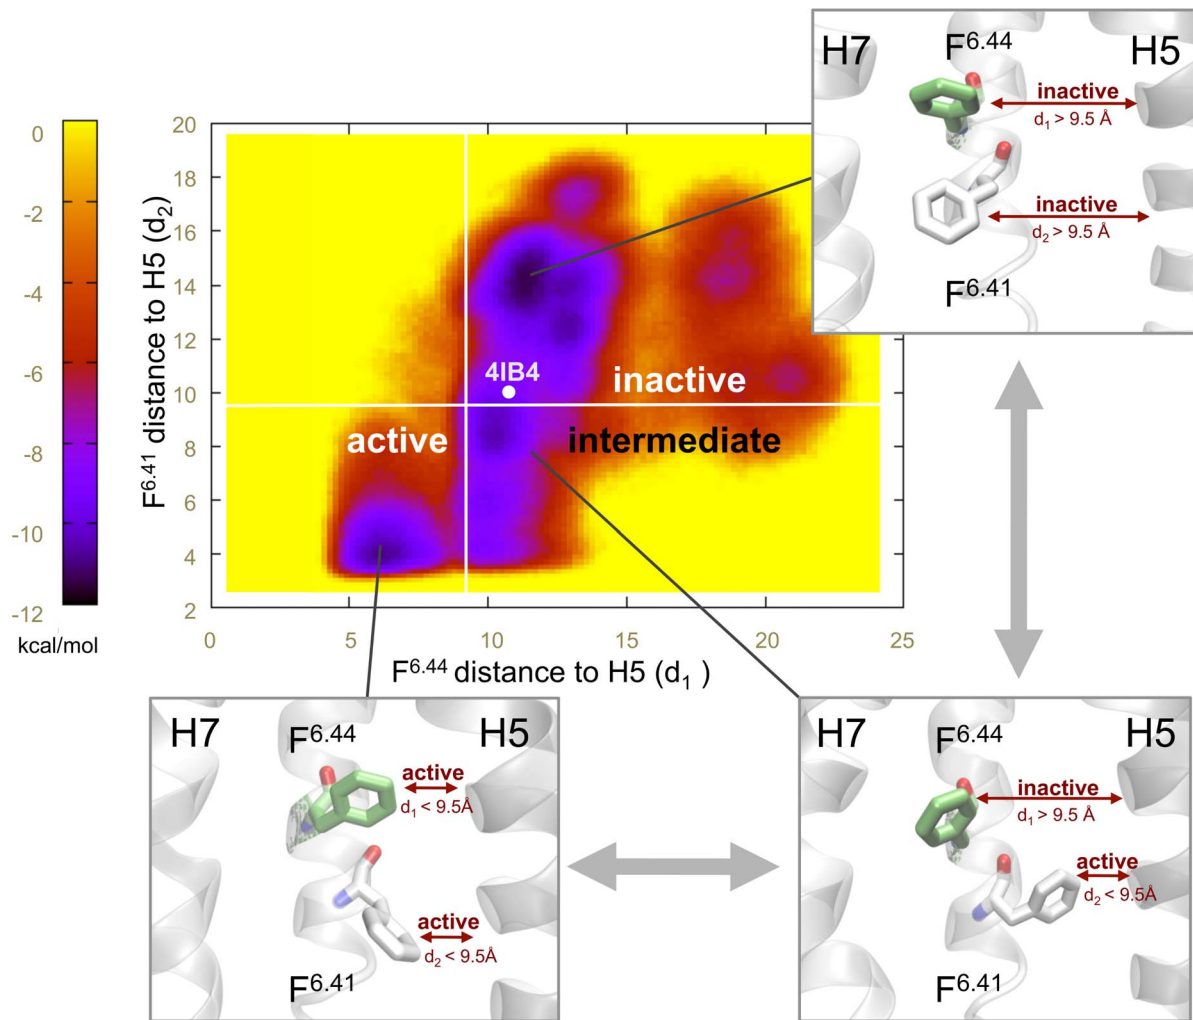 H7
F6.44
H5
inactive
d1 > 9.5 Å
inactive
d2 > 9.5 Å
F6.41
0
-2
-4
-6
-8
-10
-12
kcal/mol
20
18
16
14
12
10
8
6
4
2
F6.41 distance to H5 (d2)
4IB4
inactive
active
intermediate
0
5
10
15
20
25
F6.44 distance to H5 (d1 )
H7
F6.44
H5
active
d1 < 9.5Å
active
d2 < 9.5Å
F6.41
H7
F6.44
H5
inactive
d1 > 9.5 Å
active
d2 < 9.5Å
F6.41